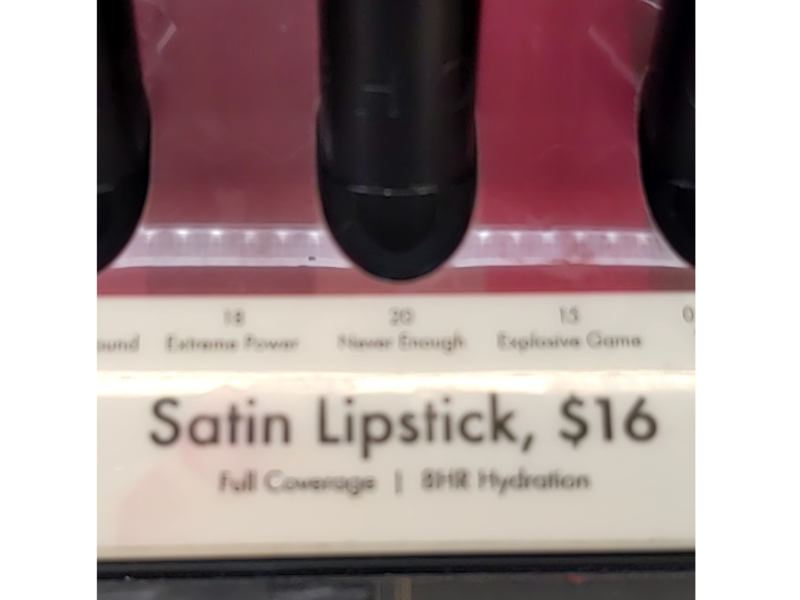 18 20 15
Extreme Power Never Enough Explosive Game
Satin Lipstick, $16
Full Coverage | 8HR Hydration